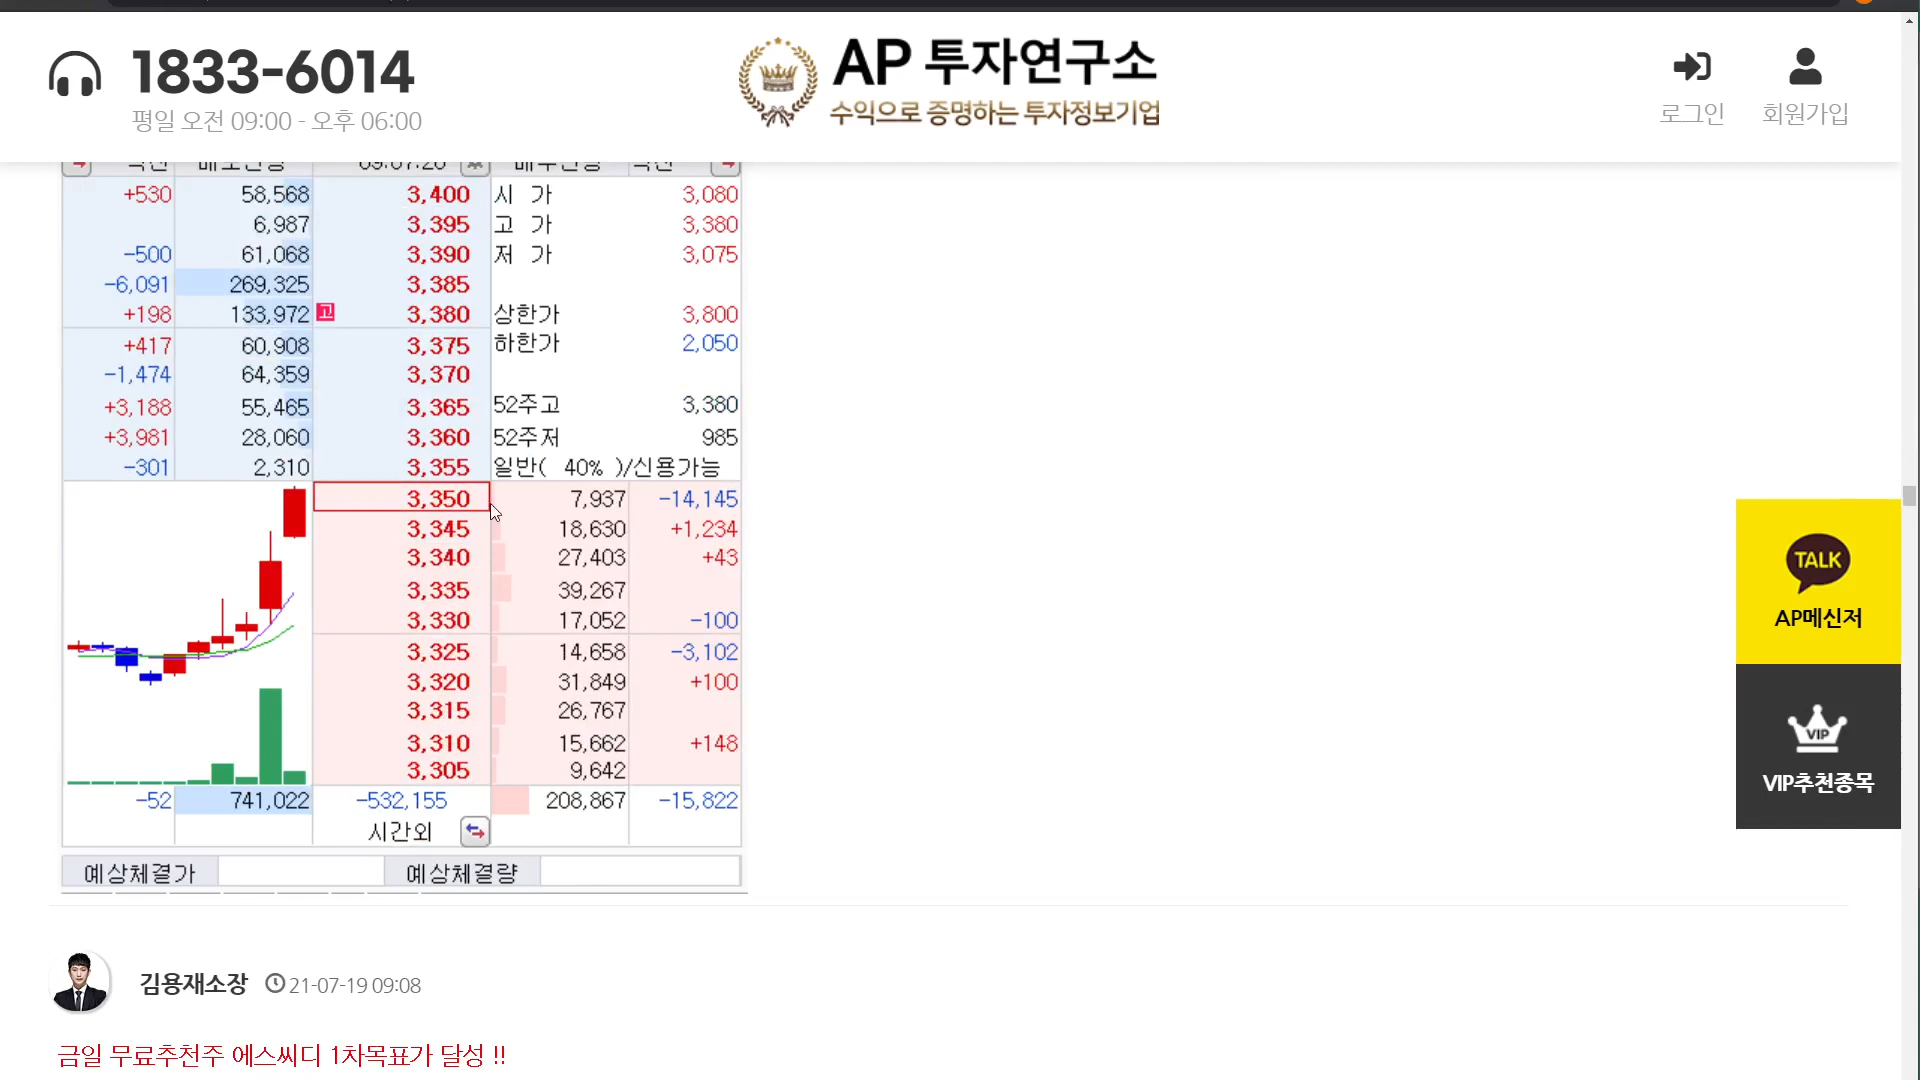 1833-6014
평일 오전 09:00 - 오후 06:00
AP 투자연구소
수익으로 증명하는 투자정보기업
로그인
회원가입
+530 58,568 3,400 시 가 3,080
6,987 3,395 고 가 3,380
-500 61,068 3,390 저 가 3,075
-6,091 269,325 3,385
+198 133,972 고 3,380 상한가 3,800
+417 60,908 3,375 하한가 2,050
-1,474 64,359 3,370
+3,188 55,465 3,365 52주고 3,380
+3,981 28,060 3,360 52주저 985
-301 2,310 3,355 일반( 40% )/신용가능
3,350 7,937 -14,145
3,345 18,630 +1,234
3,340 27,403 +43
3,335 39,267
3,330 17,052 -100
3,325 14,658 -3,102
3,320 31,849 +100
3,315 26,767
3,310 15,662 +148
3,305 9,642
-52 741,022 -532,155 208,867 -15,822
시간외
예상체결가 예상체결량
TALK
AP메신저
VIP
VIP추천종목
김용재소장 21-07-19 09:08
금일 무료추천주 에스씨디 1차목표가 달성 !!